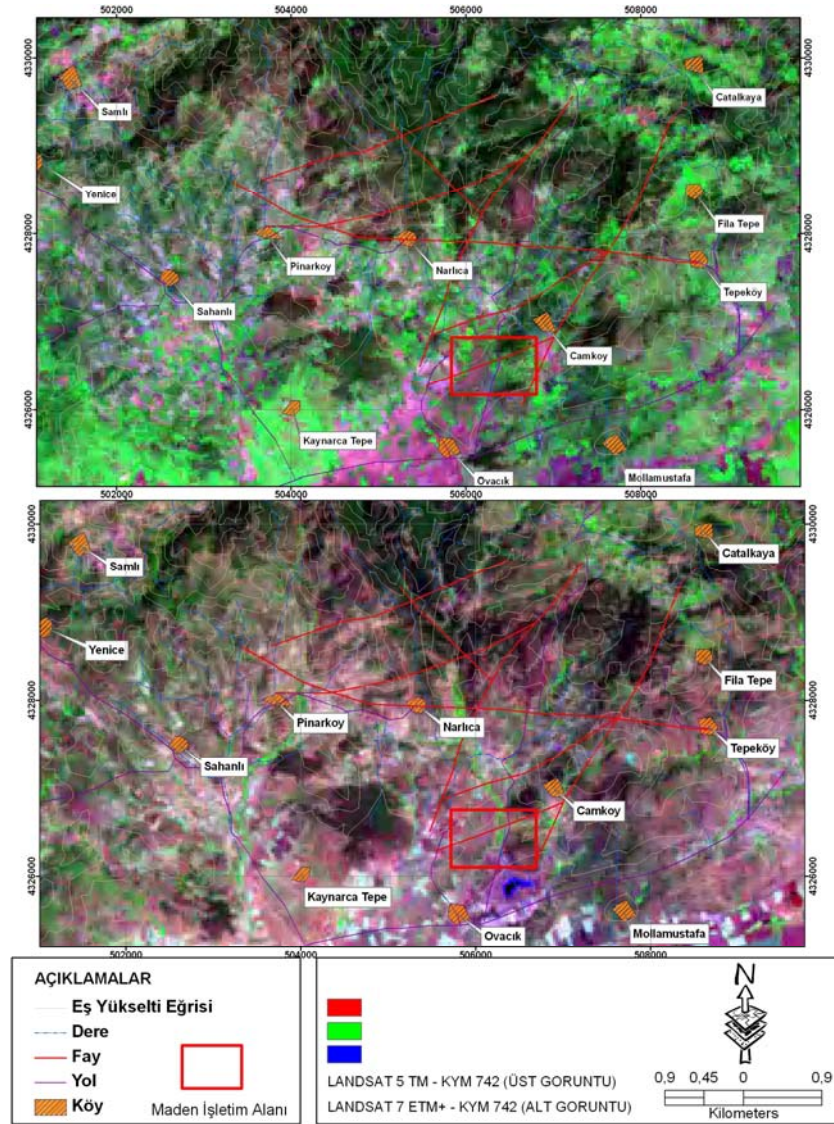 502000 504000 506000 508000
4330000
4328000
4326000
Samlı
Catalkaya
Yenice
Fila Tepe
Pinarkoy
Narlıca
Tepeköy
Sahanlı
Camkoy
Kaynarca Tepe
Ovacık
Mollamustafa
502000 504000 506000 508000
4330000
4328000
4326000
Samlı
Catalkaya
Yenice
Fila Tepe
Pinarkoy
Narlıca
Tepeköy
Sahanlı
Camkoy
Kaynarca Tepe
Ovacık
Mollamustafa
502000 504000 506000 508000
AÇIKLAMALAR
Eş Yükselti Eğrisi
Dere
Fay
Yol
Köy
Maden İşletim Alanı
LANDSAT 5 TM - KYM 742 (ÜST GORUNTU)
LANDSAT 7 ETM+ - KYM 742 (ALT GORUNTU)
N
0,9 0,45 0 0,9
Kilometers